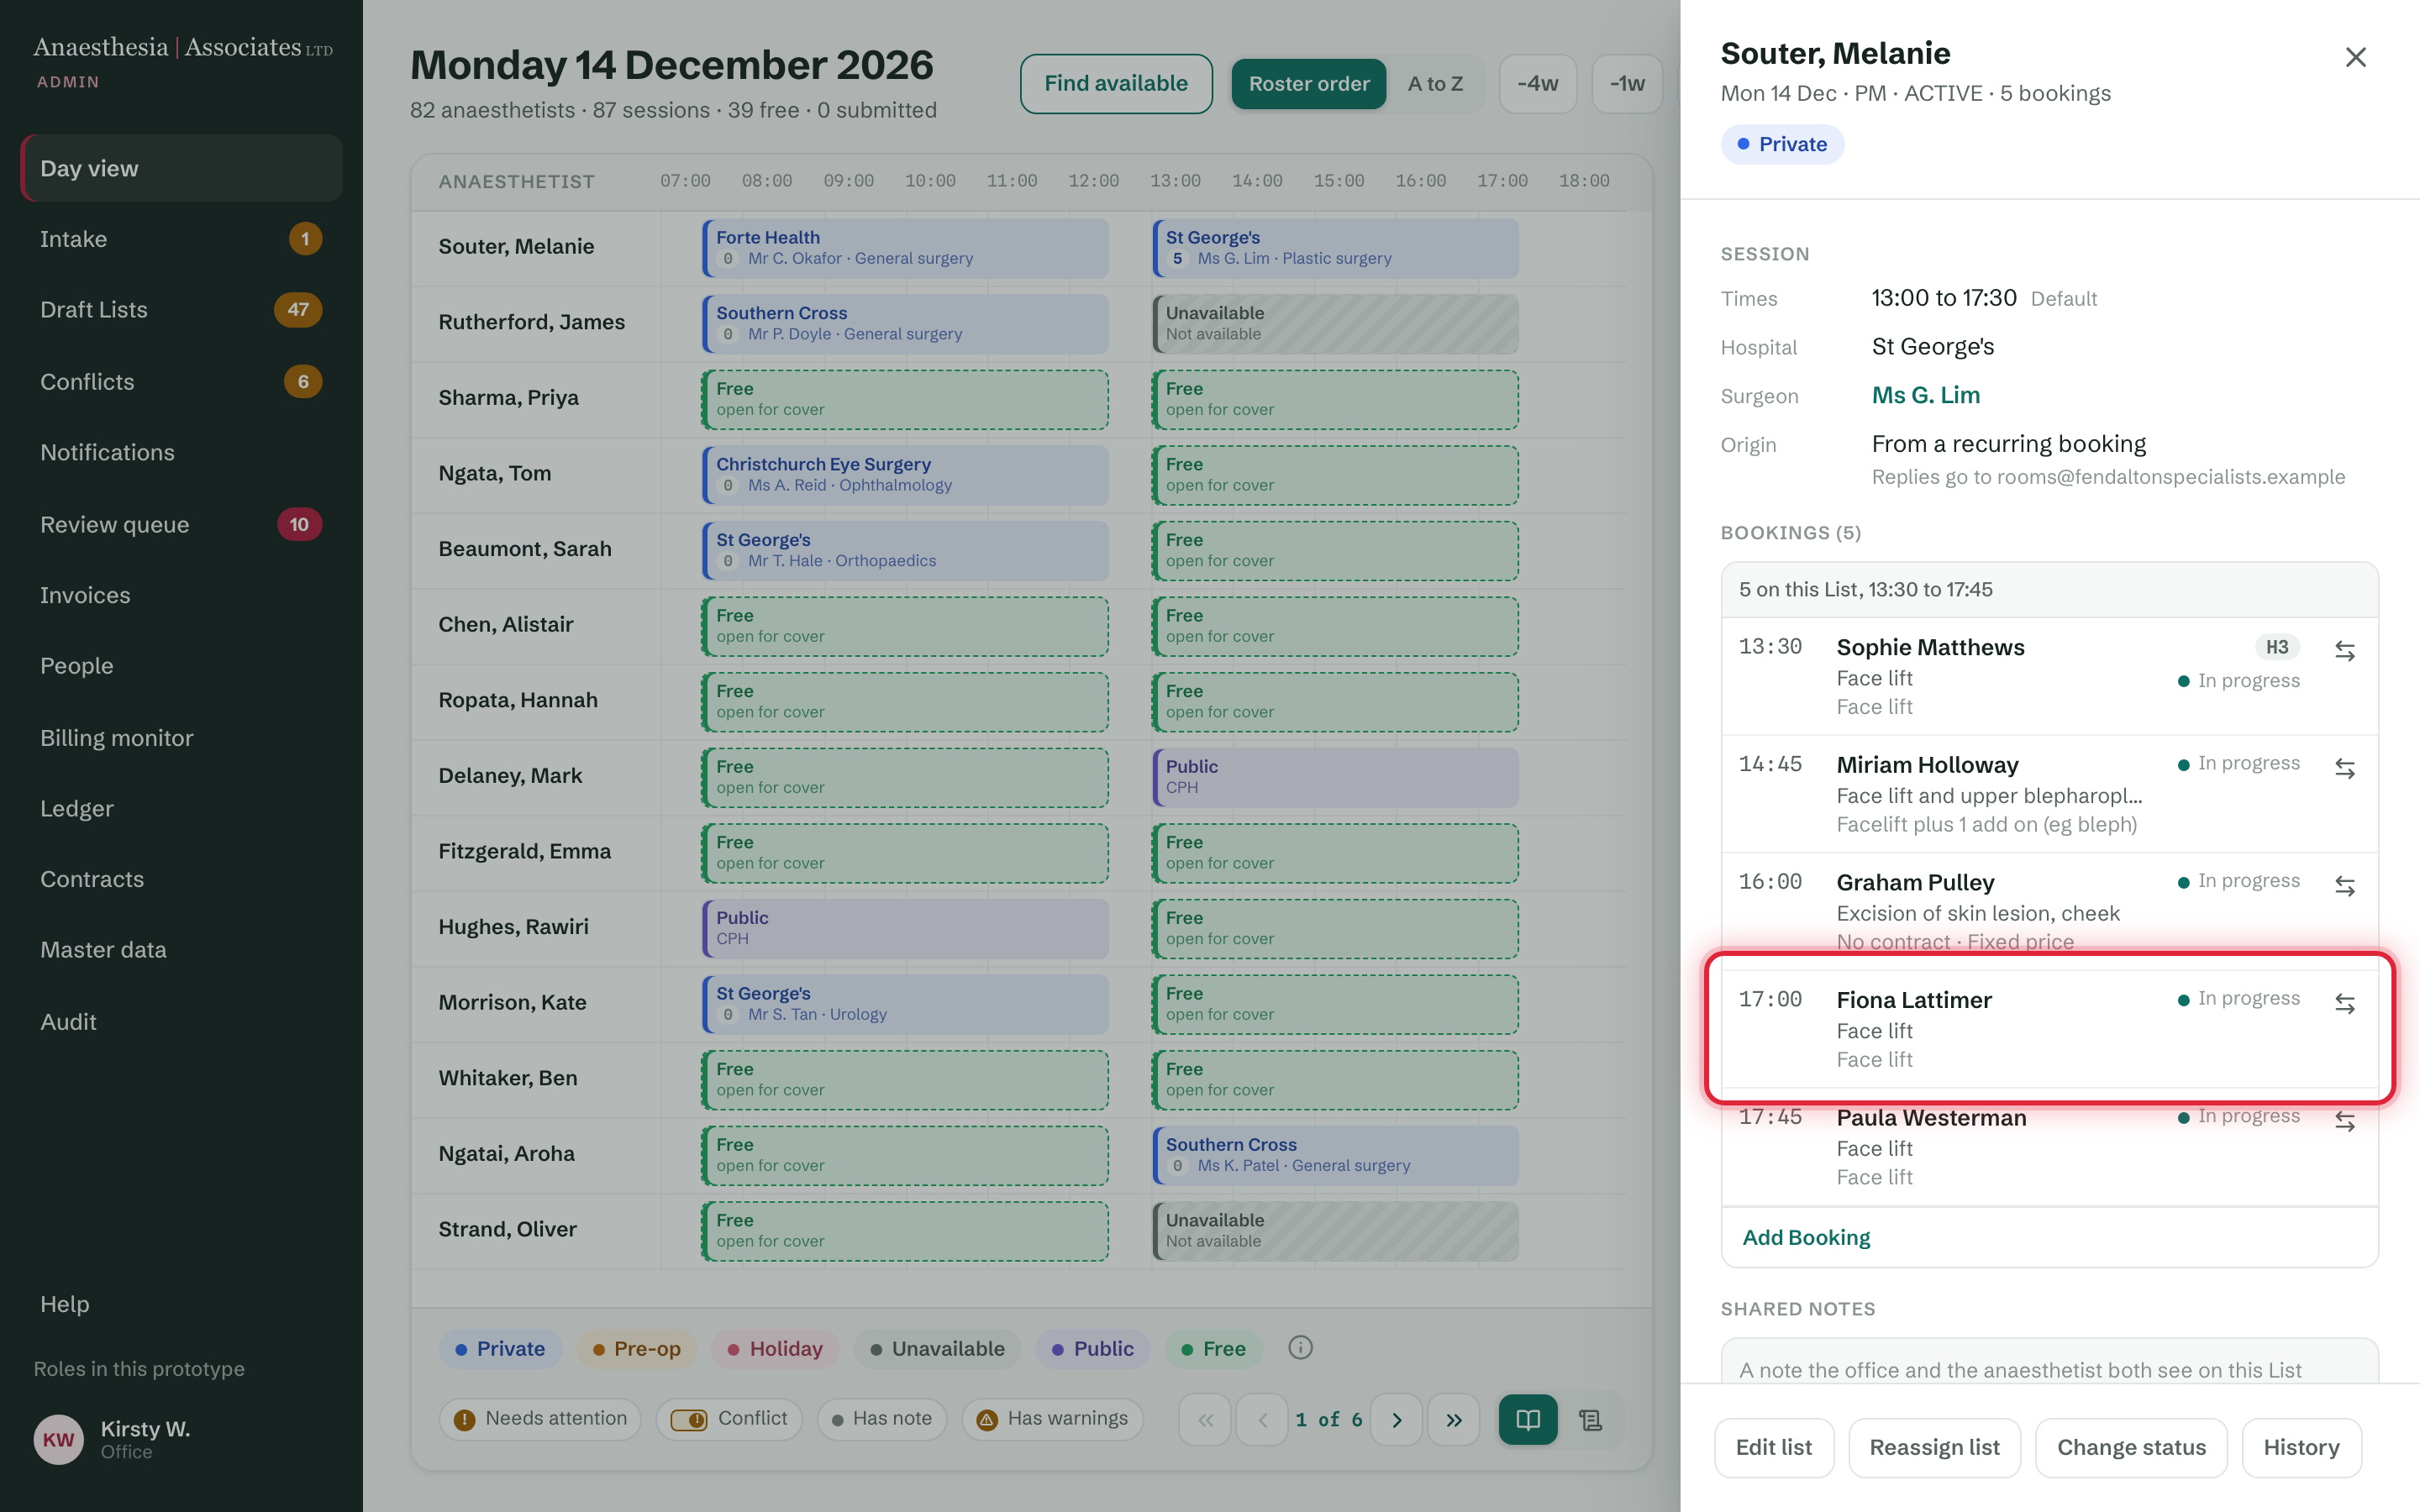 Anaesthesia | Associates LTD
ADMIN
Day view
Intake 1
Draft Lists 47
Conflicts 6
Notifications
Review queue 10
Invoices
People
Billing monitor
Ledger
Contracts
Master data
Audit
Help
Roles in this prototype
KW
Kirsty W.
Office
Monday 14 December 2026
82 anaesthetists · 87 sessions · 39 free · 0 submitted
Find available
Roster order
A to Z
-4w
-1w
ANAESTHETIST 07:00 08:00 09:00 10:00 11:00 12:00 13:00 14:00 15:00 16:00 17:00 18:00
Souter, Melanie
Forte Health
0 Mr C. Okafor · General surgery
St George's
5 Ms G. Lim · Plastic surgery
Rutherford, James
Southern Cross
0 Mr P. Doyle · General surgery
Unavailable
Not available
Sharma, Priya
Free
open for cover
Free
open for cover
Ngata, Tom
Christchurch Eye Surgery
0 Ms A. Reid · Ophthalmology
Free
open for cover
Beaumont, Sarah
St George's
0 Mr T. Hale · Orthopaedics
Free
open for cover
Chen, Alistair
Free
open for cover
Free
open for cover
Ropata, Hannah
Free
open for cover
Free
open for cover
Delaney, Mark
Free
open for cover
Public
CPH
Fitzgerald, Emma
Free
open for cover
Free
open for cover
Hughes, Rawiri
Public
CPH
Free
open for cover
Morrison, Kate
St George's
0 Mr S. Tan · Urology
Free
open for cover
Whitaker, Ben
Free
open for cover
Free
open for cover
Ngatai, Aroha
Free
open for cover
Southern Cross
0 Ms K. Patel · General surgery
Strand, Oliver
Free
open for cover
Unavailable
Not available
Private
Pre-op
Holiday
Unavailable
Public
Free
Needs attention
Conflict
Has note
Has warnings
1 of 6
Souter, Melanie
Mon 14 Dec · PM · ACTIVE · 5 bookings
Private
SESSION
Times 13:00 to 17:30 Default
Hospital St George's
Surgeon Ms G. Lim
Origin From a recurring booking
Replies go to rooms@fendaltonspecialists.example
BOOKINGS (5)
5 on this List, 13:30 to 17:45
13:30 Sophie Matthews H3
Face lift In progress
Face lift
14:45 Miriam Holloway In progress
Face lift and upper blepharopl...
Facelift plus 1 add on (eg bleph)
16:00 Graham Pulley In progress
Excision of skin lesion, cheek
No contract · Fixed price
17:00 Fiona Lattimer In progress
Face lift
Face lift
17:45 Paula Westerman In progress
Face lift
Face lift
Add Booking
SHARED NOTES
A note the office and the anaesthetist both see on this List
Edit list
Reassign list
Change status
History